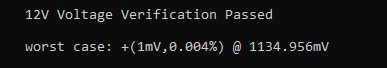 12V Voltage Verification Passed
worst case: +(1mV,0.004%) @ 1134.956mV